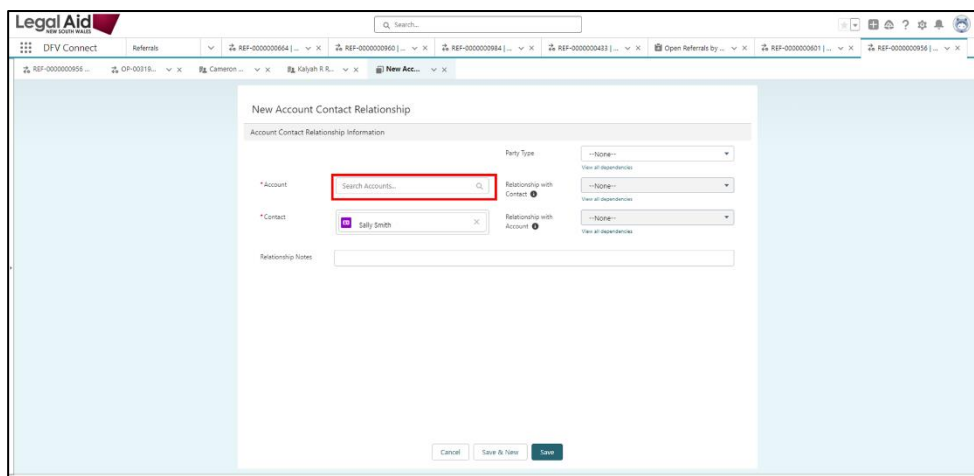 Legal Aid
NEW SOUTH WALES
Search...
DFV Connect
Referrals
REF-0000000664 | ...
REF-0000000960 | ...
REF-0000000984 | ...
REF-0000000433 | ...
Open Referrals by ...
REF-0000000601 | ...
REF-0000000956 | ...
REF-0000000956 ...
OP-00318...
Cameron ...
Kalyah R R...
New Acc...
New Account Contact Relationship
Account Contact Relationship Information
Party Type
--None--
View all dependencies
*Account
Search Accounts...
Relationship with
Contact
--None--
View all dependencies
*Contact
Sally Smith
Relationship with
Account
--None--
View all dependencies
Relationship Notes
Cancel
Save & New
Save